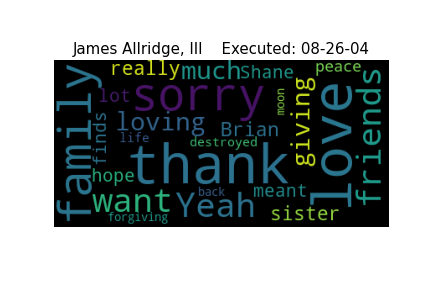 James Allridge, III    Executed: 08-26-04
really
much
Shane
peace
lot
sorry
moon
family
finds
loving
life
Brian
destroyed
giving
love
friends
thank
hope
back
meant
want
Yeah
forgiving
sister